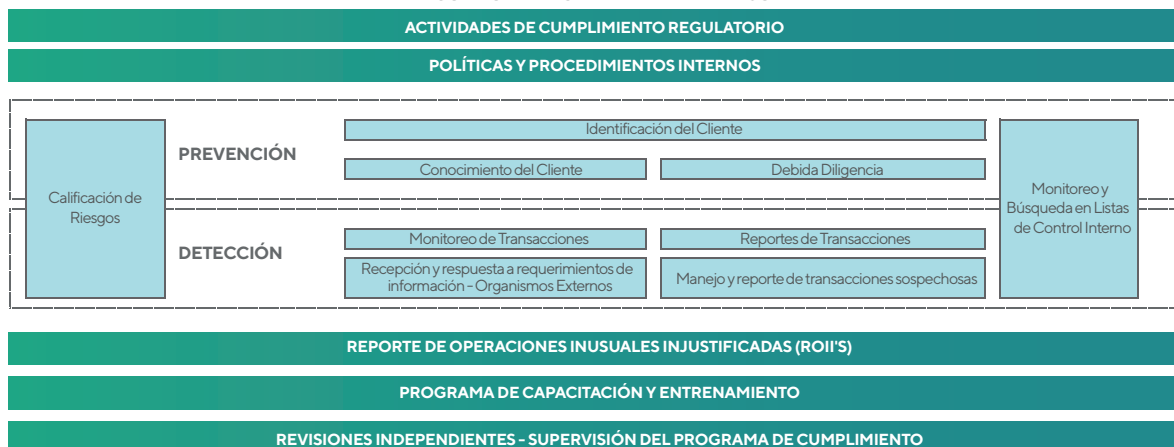 ACTIVIDADES DE CUMPLIMIENTO REGULATORIO
POLÍTICAS Y PROCEDIMIENTOS INTERNOS
Calificación de
Riesgos
PREVENCIÓN
Identificación del Cliente
Conocimiento del Cliente
Debida Diligencia
DETECCIÓN
Monitoreo de Transacciones
Reportes de Transacciones
Recepción y respuesta a requerimientos de
información - Organismos Externos
Manejo y reporte de transacciones sospechosas
Monitoreo y
Búsqueda en Listas
de Control Interno
REPORTE DE OPERACIONES INUSUALES INJUSTIFICADAS (ROII'S)
PROGRAMA DE CAPACITACIÓN Y ENTRENAMIENTO
REVISIONES INDEPENDIENTES - SUPERVISIÓN DEL PROGRAMA DE CUMPLIMIENTO